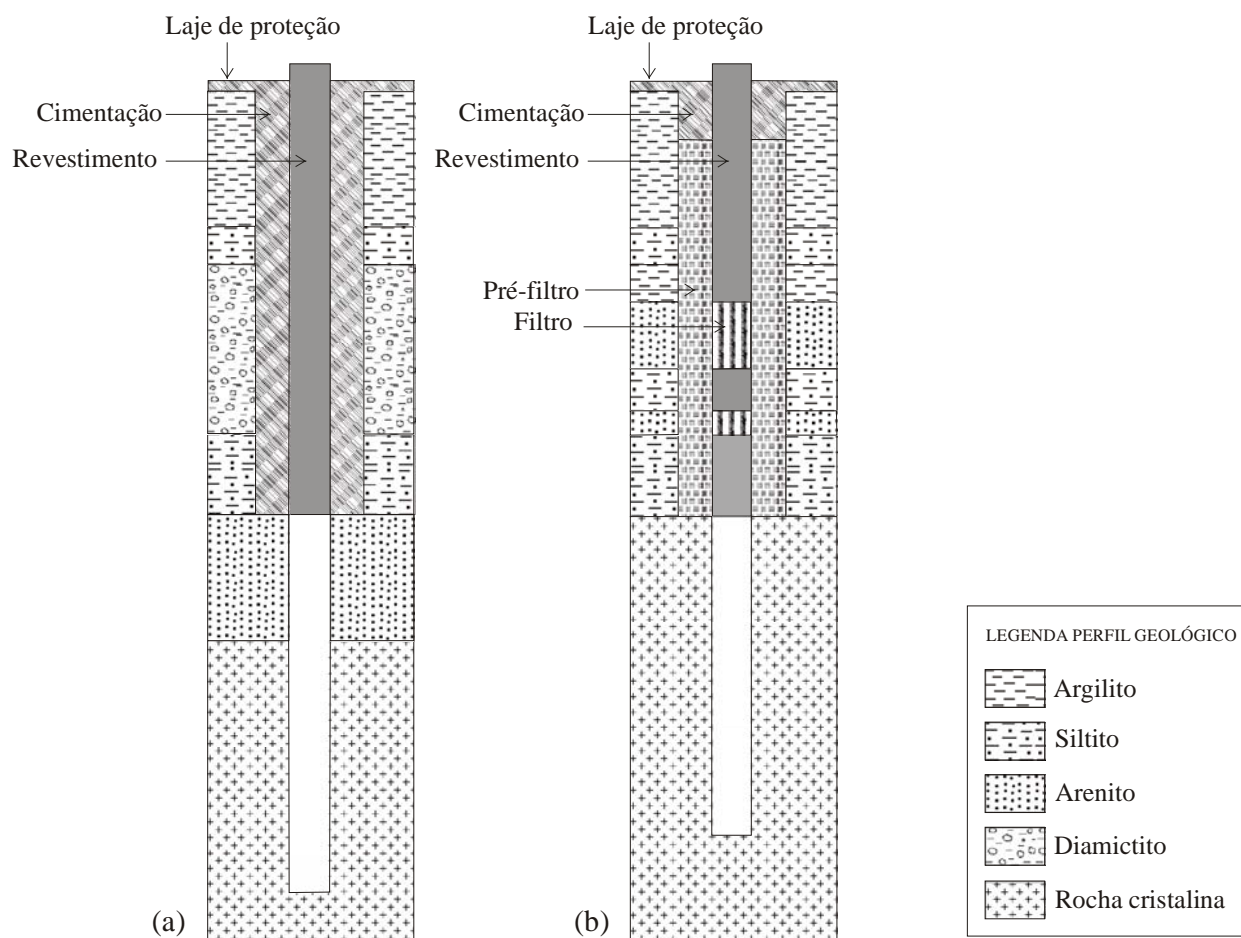 Laje de proteção
Cimentação
Revestimento
(a)
Laje de proteção
Cimentação
Revestimento
Pré-filtro
Filtro
(b)
LEGENDA PERFIL GEOLÓGICO
Argilito
Siltito
Arenito
Diamictito
Rocha cristalina